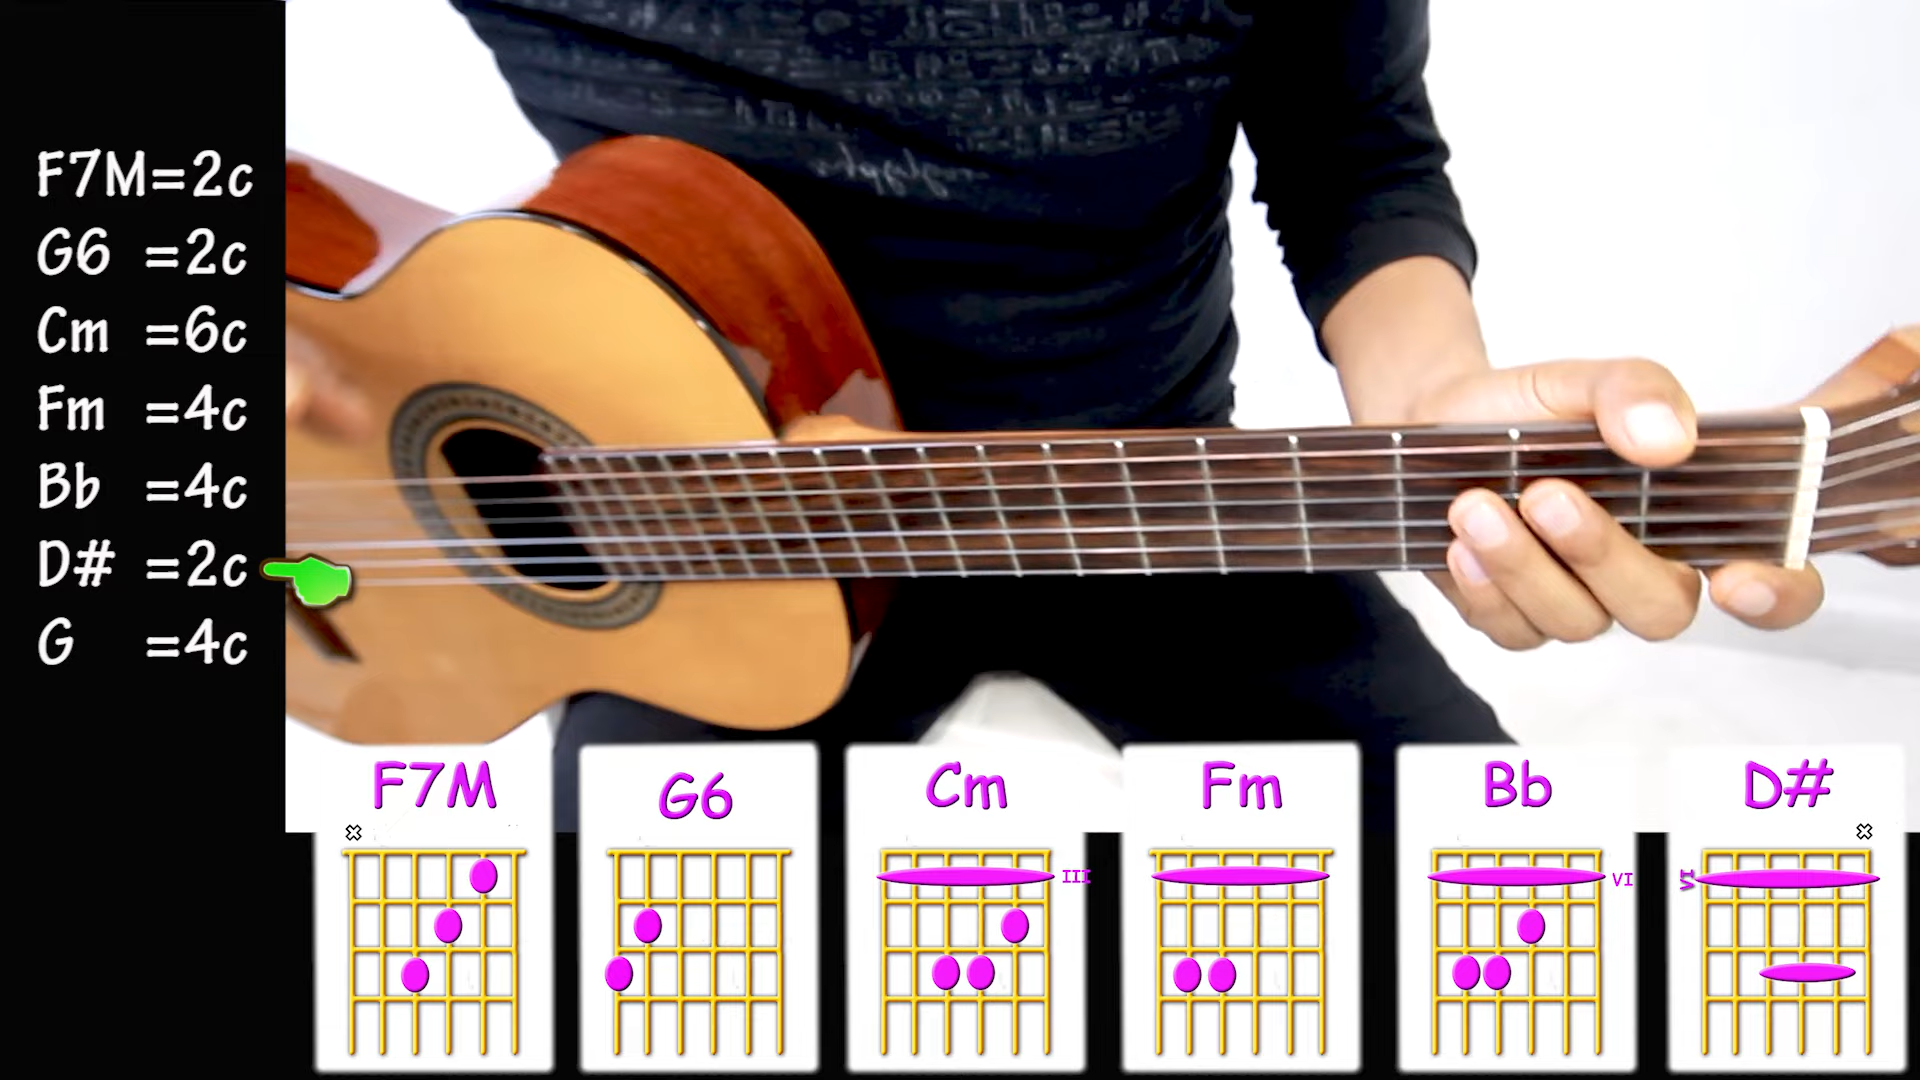 F7M=2c
G6 =2c
Cm =6c
Fm =4c
Bb =4c
D# =2c
G =4c
F7M
G6
Cm
Fm
Bb
D#
III
VI
VI